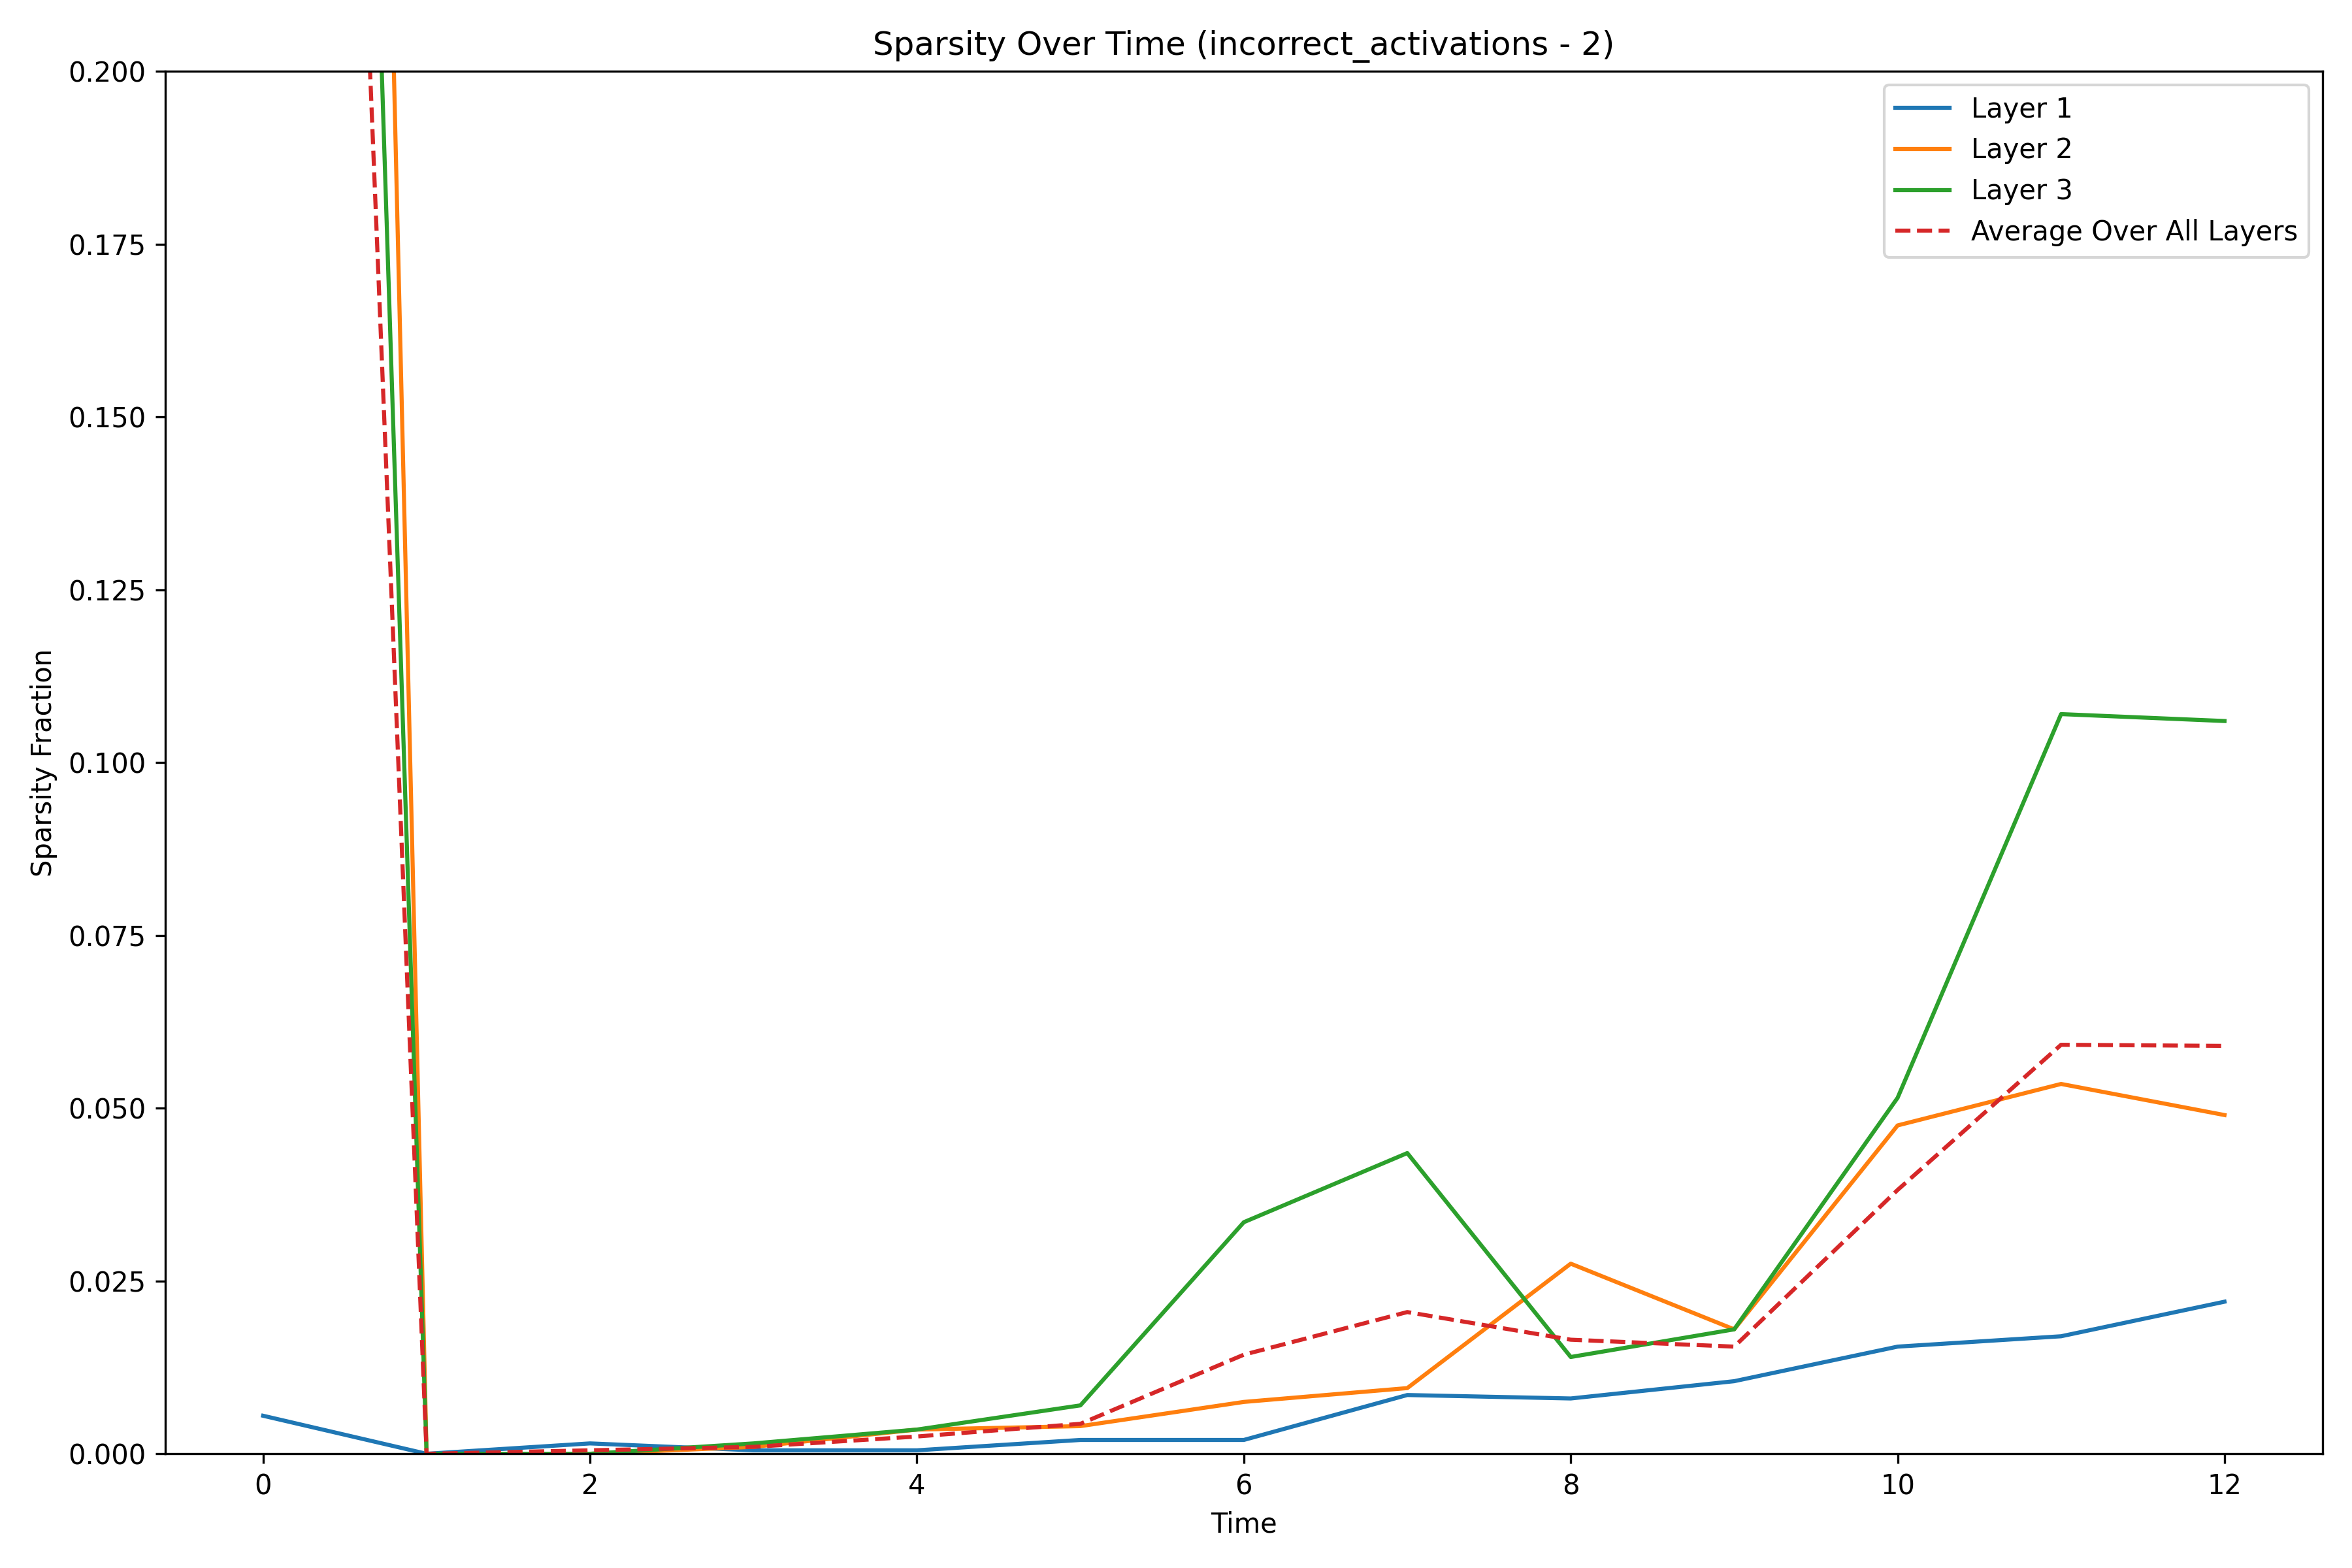 Sparsity Over Time (incorrect_activations - 2)
0.200
0.175
0.150
0.125
0.100
0.075
0.050
0.025
0.000
Sparsity Fraction
Layer 1
Layer 2
Layer 3
Average Over All Layers
0 2 4 6 8 10 12
Time